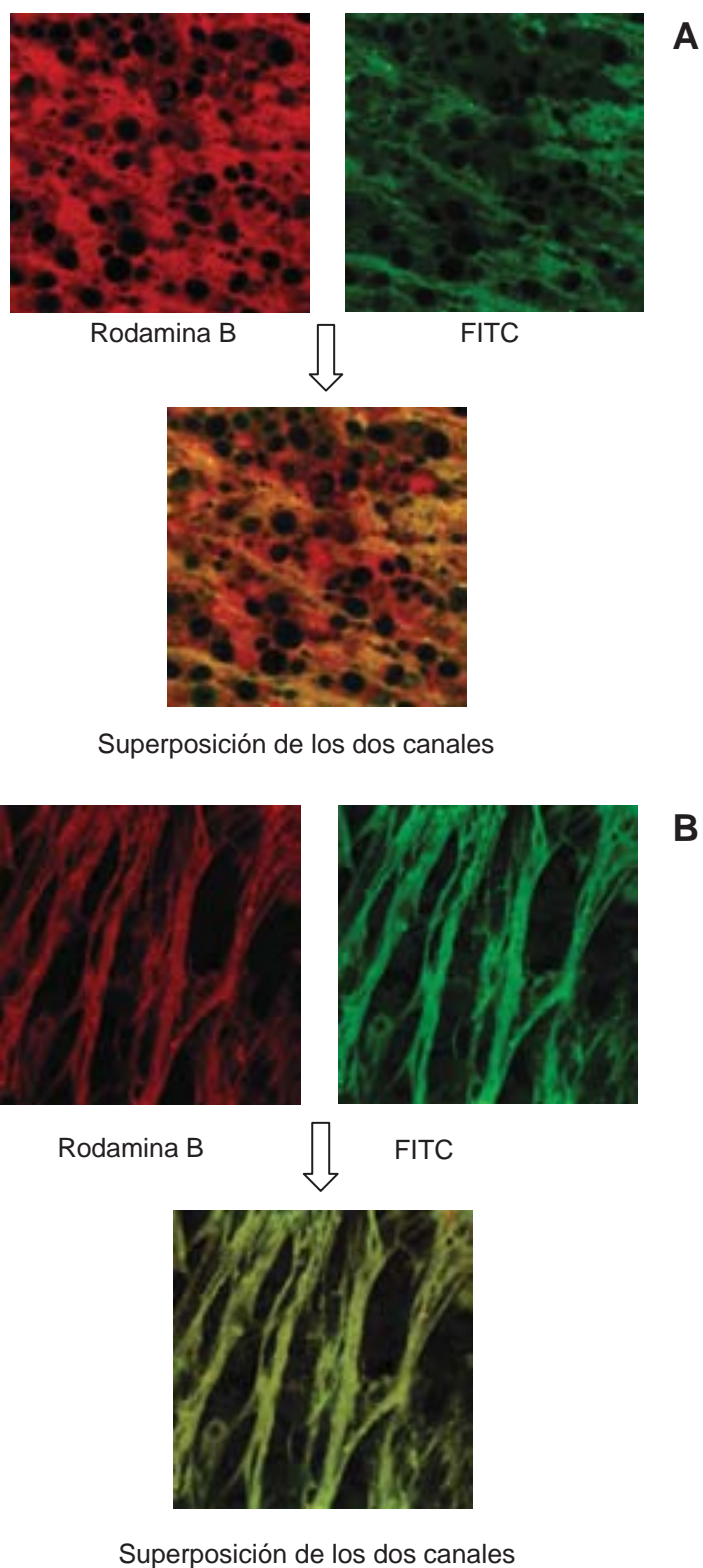 A
Rodamina B FITC
Superposición de los dos canales
B
Rodamina B FITC
Superposición de los dos canales